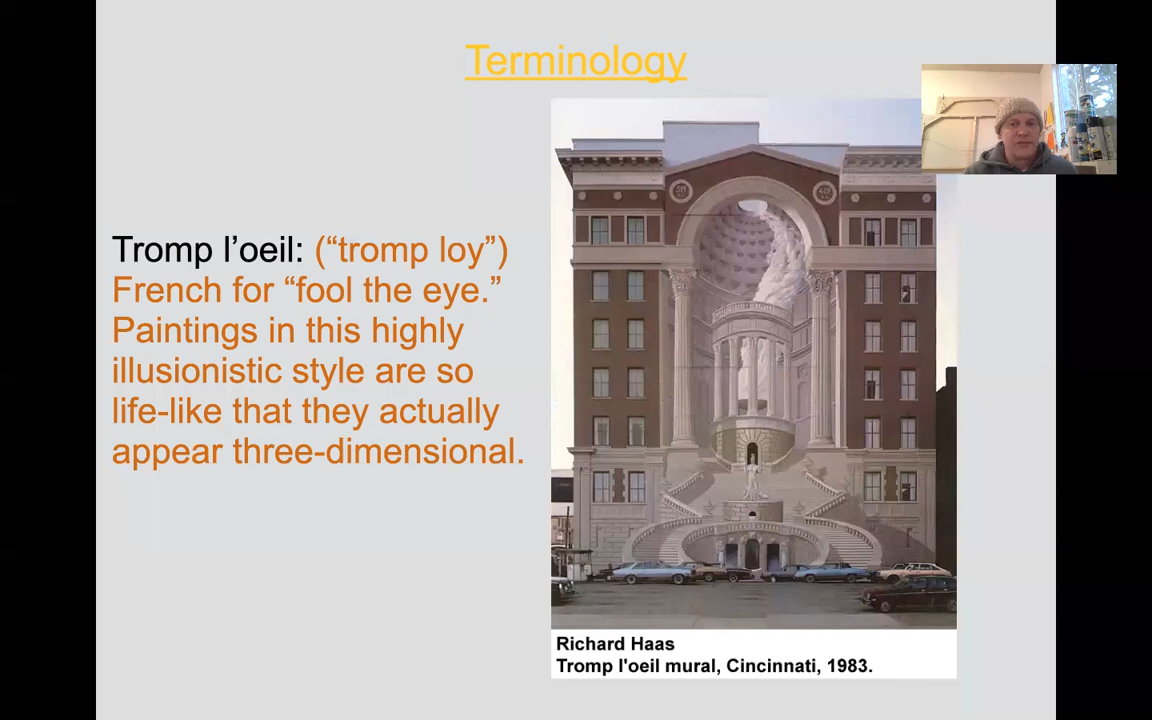 Terminology
Tromp l’oeil: (“tromp loy”)
French for “fool the eye.”
Paintings in this highly
illusionistic style are so
life-like that they actually
appear three-dimensional.
Richard Haas
Tromp l'oeil mural, Cincinnati, 1983.